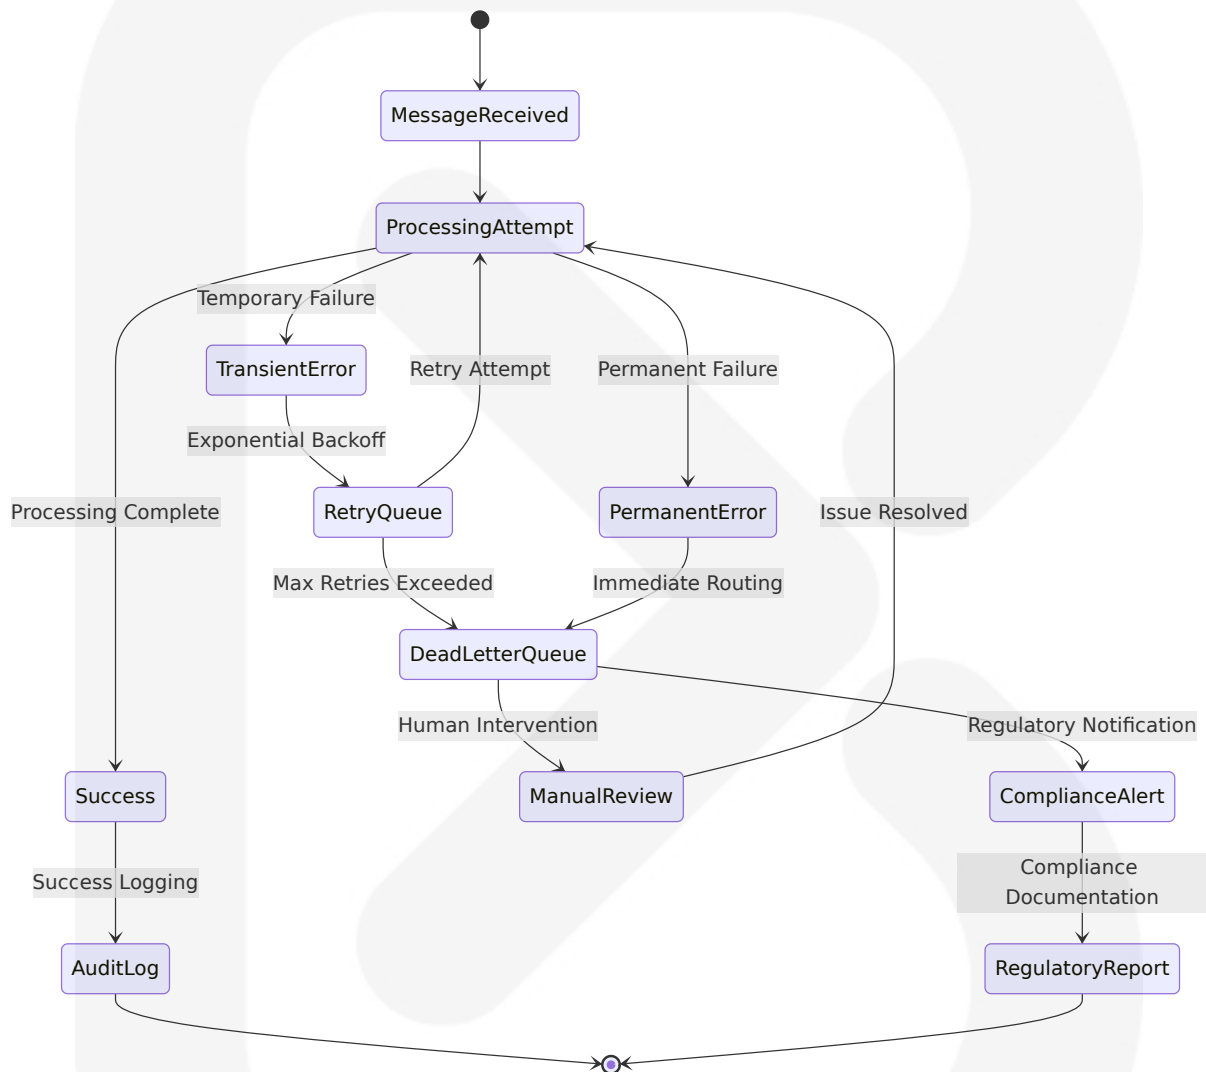 MessageReceived
ProcessingAttempt
Temporary Failure
TransientError
Retry Attempt
Permanent Failure
Exponential Backoff
Processing Complete
RetryQueue
PermanentError
Issue Resolved
Max Retries Exceeded
Immediate Routing
DeadLetterQueue
Human Intervention
Regulatory Notification
Success
ManualReview
ComplianceAlert
Success Logging
Compliance
Documentation
AuditLog
RegulatoryReport